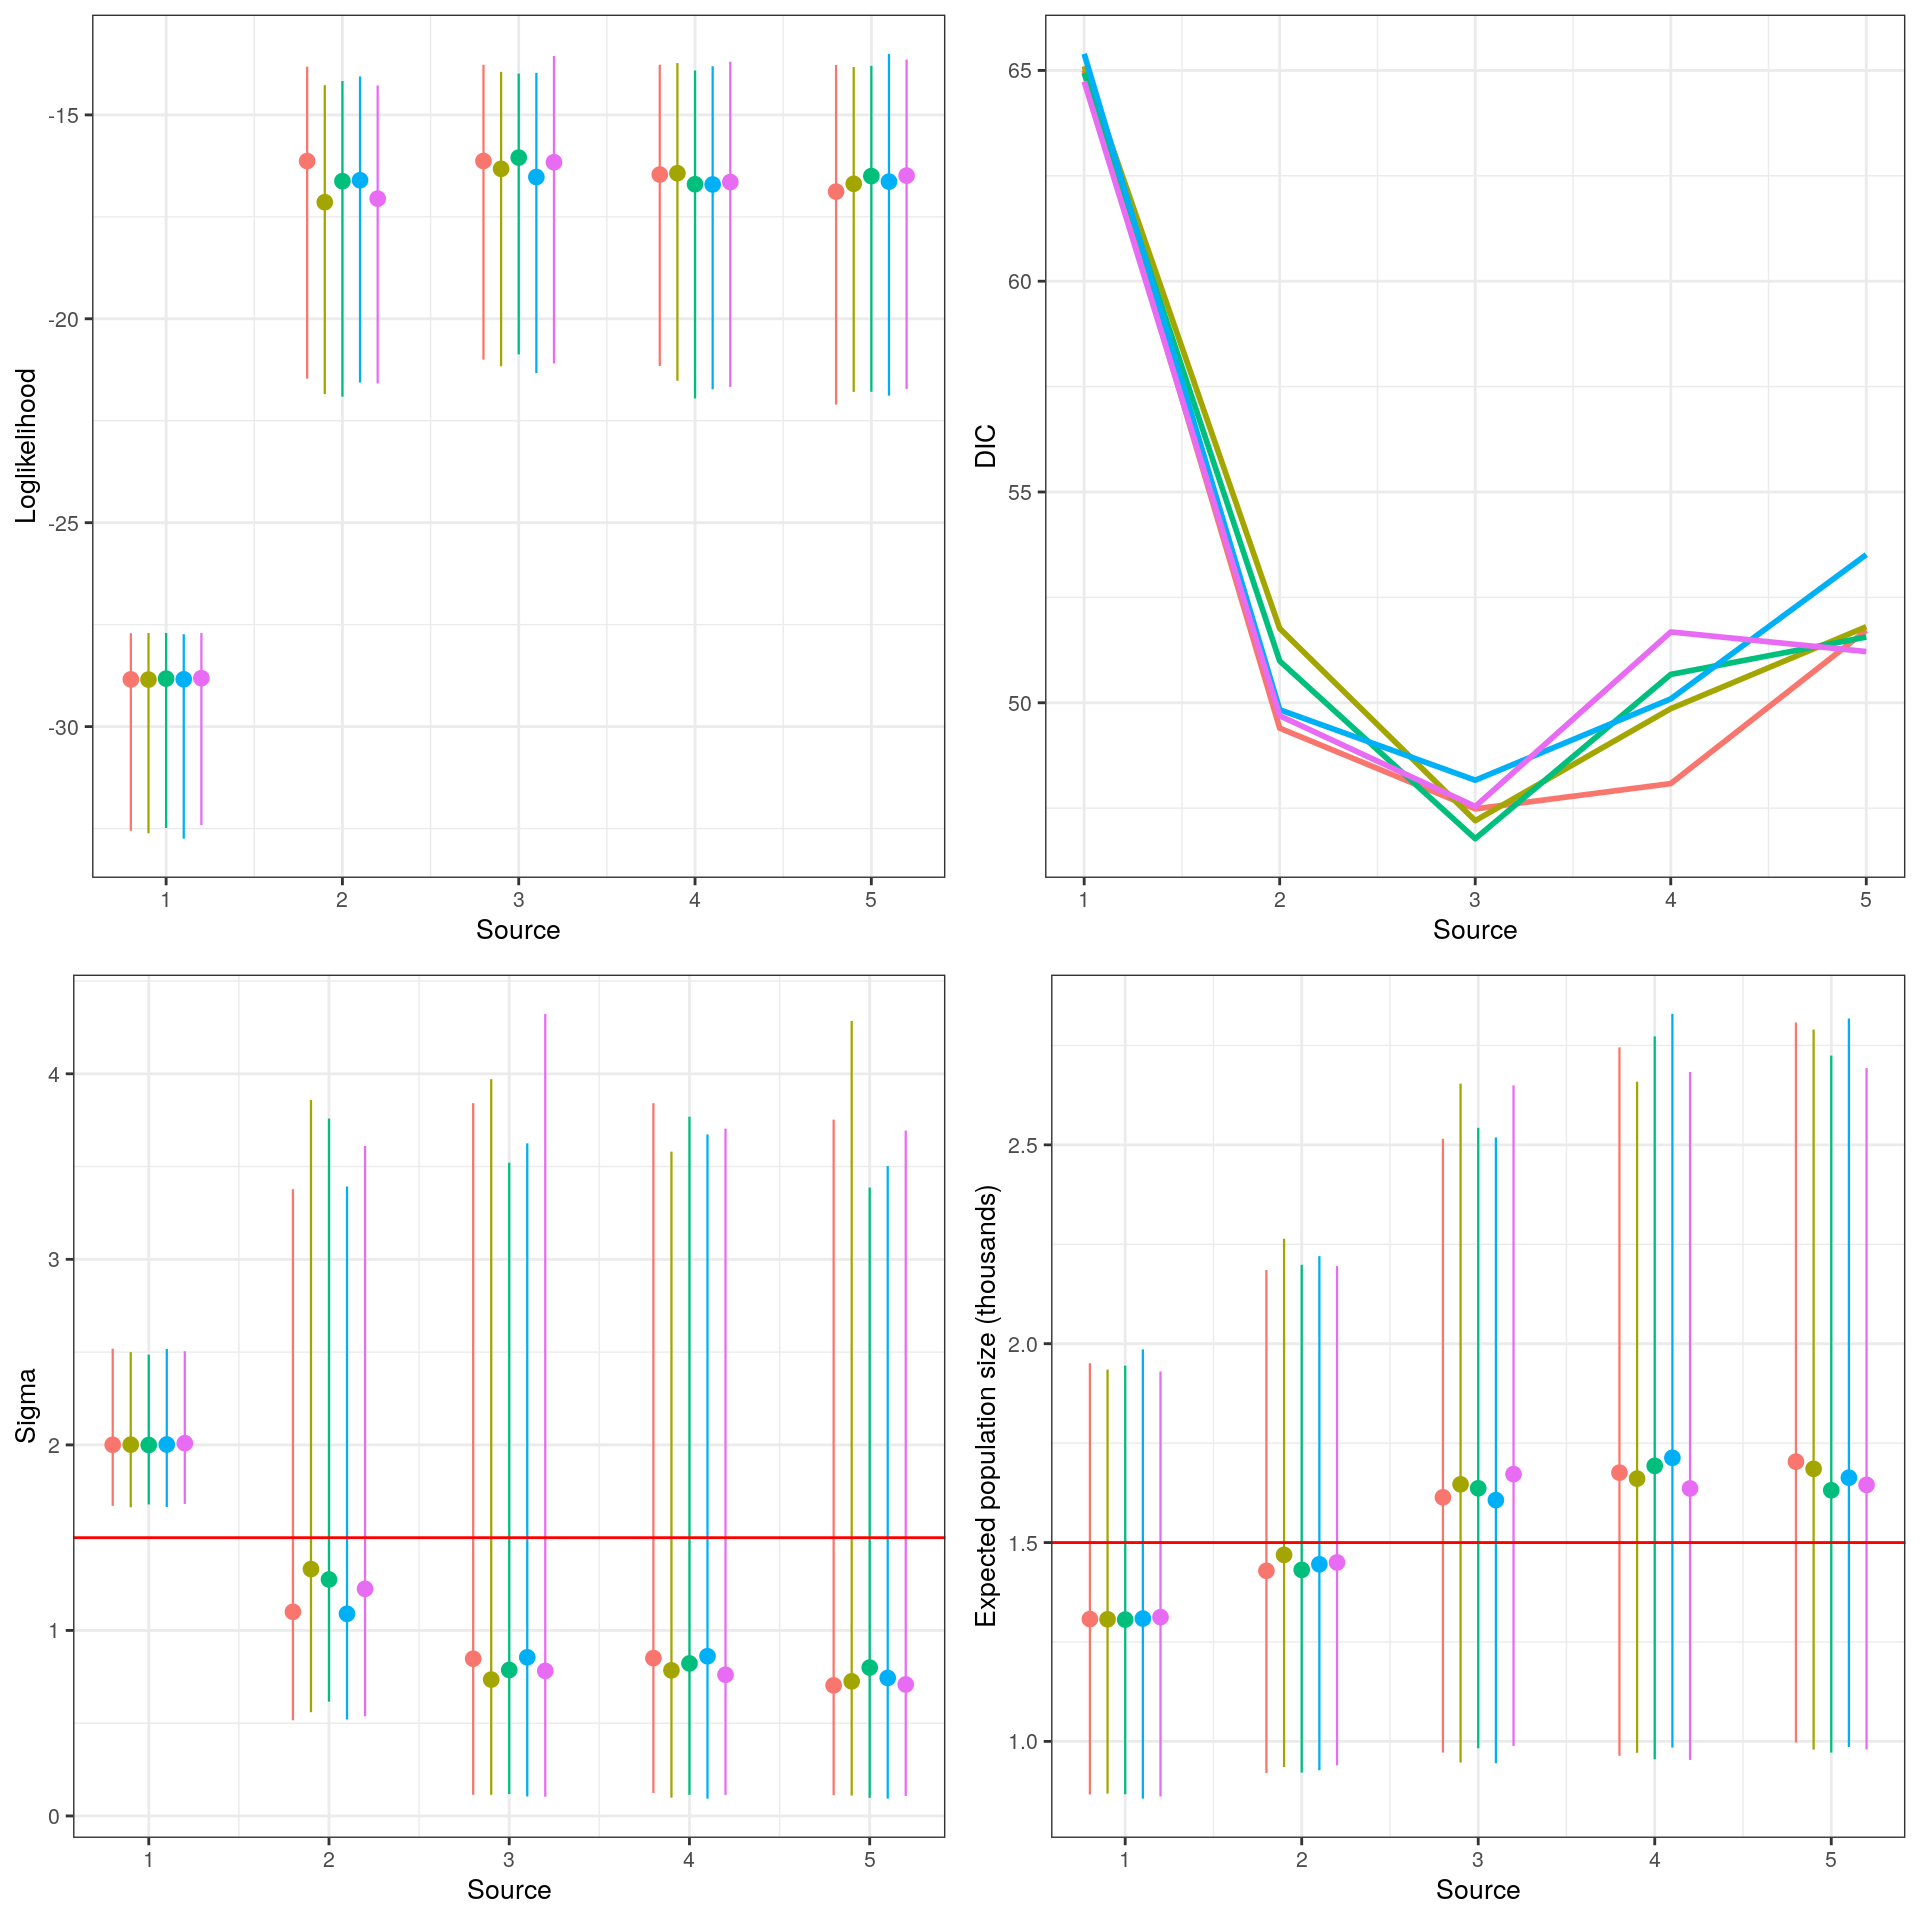 Loglikelihood
-15
-20
-25
-30
1 2 3 4 5
Source
DIC
65
60
55
50
1 2 3 4 5
Source
Sigma
4
3
2
1
0
1 2 3 4 5
Source
Expected population size (thousands)
2.5
2.0
1.5
1.0
1 2 3 4 5
Source